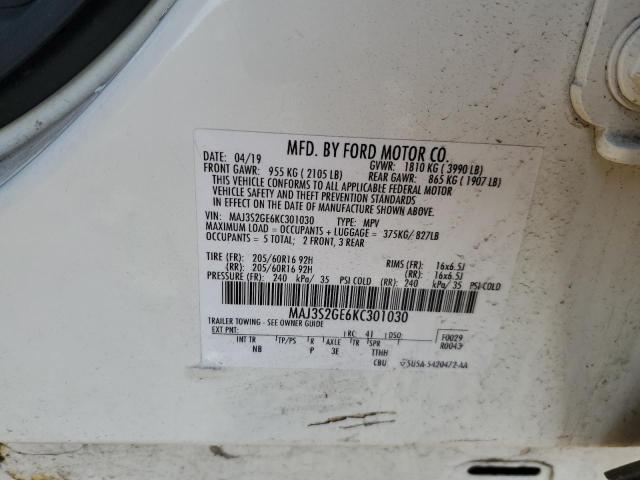 MFD. BY FORD MOTOR CO.
DATE: 04/19 GVWR: 1810 KG ( 3990 LB)
FRONT GAWR: 955 KG ( 2105 LB) REAR GAWR: 865 KG ( 1907 LB)
THIS VEHICLE CONFORMS TO ALL APPLICABLE FEDERAL MOTOR
VEHICLE SAFETY AND THEFT PREVENTION STANDARDS
IN EFFECT ON THE DATE OF MANUFACTURE SHOWN ABOVE.
VIN: MAJ3S2GE6KC301030 TYPE: MPV
MAXIMUM LOAD = OCCUPANTS + LUGGAGE = 375KG/ 827LB
OCCUPANTS = 5 TOTAL; 2 FRONT, 3 REAR
TIRE (FR): 205/60R16 92H RIMS (FR): 16x6.5J
(RR): 205/60R16 92H (RR): 16x6.5J
PRESSURE (FR): 240 kPa/ 35 PSI COLD (RR): 240 kPa/ 35 PSI COLD
MAJ3S2GE6KC301030
TRAILER TOWING - SEE OWNER GUIDE
EXT PNT: RC: 41 DSO: F0029
R0043
INT TR TP/PS R AXLE TR SPR
NB P 3E TTHH
CBU 5U5A-5420472-AA